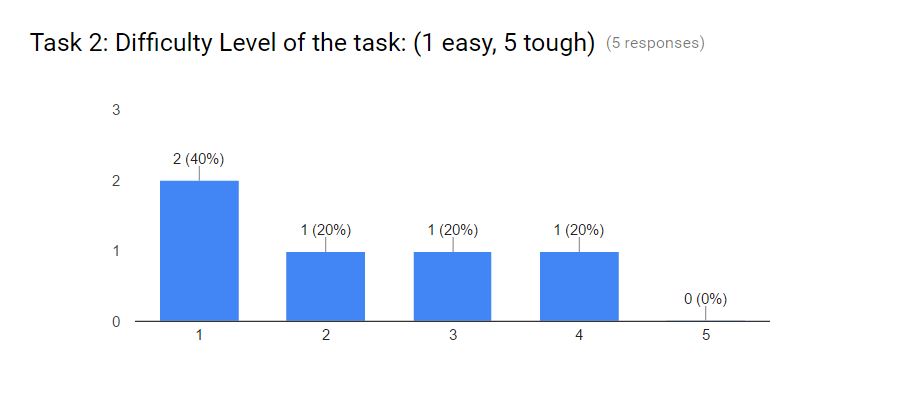 Task 2: Difficulty Level of the task: (1 easy, 5 tough) (5 responses)
3
2 (40%)
2
1 (20%) 1 (20%) 1 (20%)
1
0 (0%)
0
1 2 3 4 5